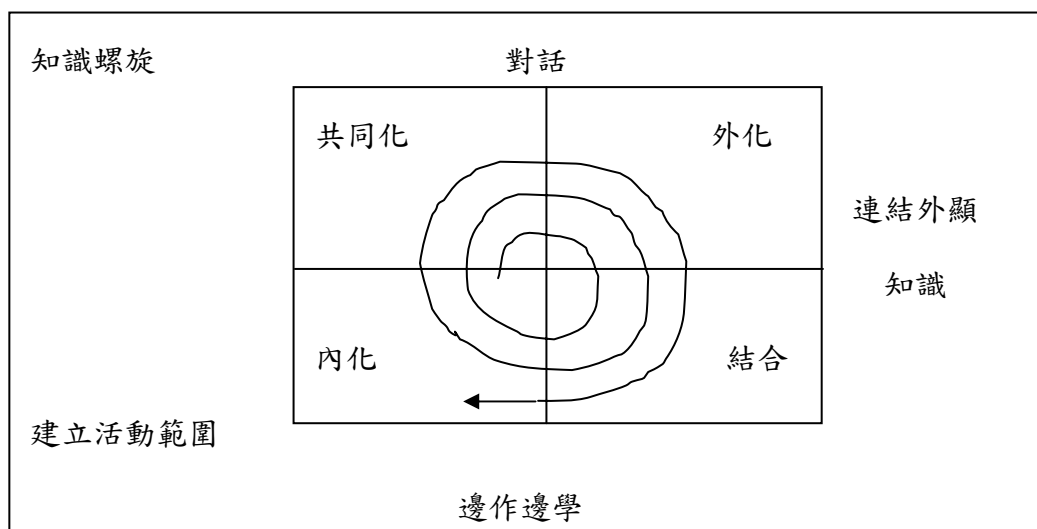 知識螺旋
對話
共同化
外化
連結外顯
知識
內化
結合
建立活動範圍
邊作邊學